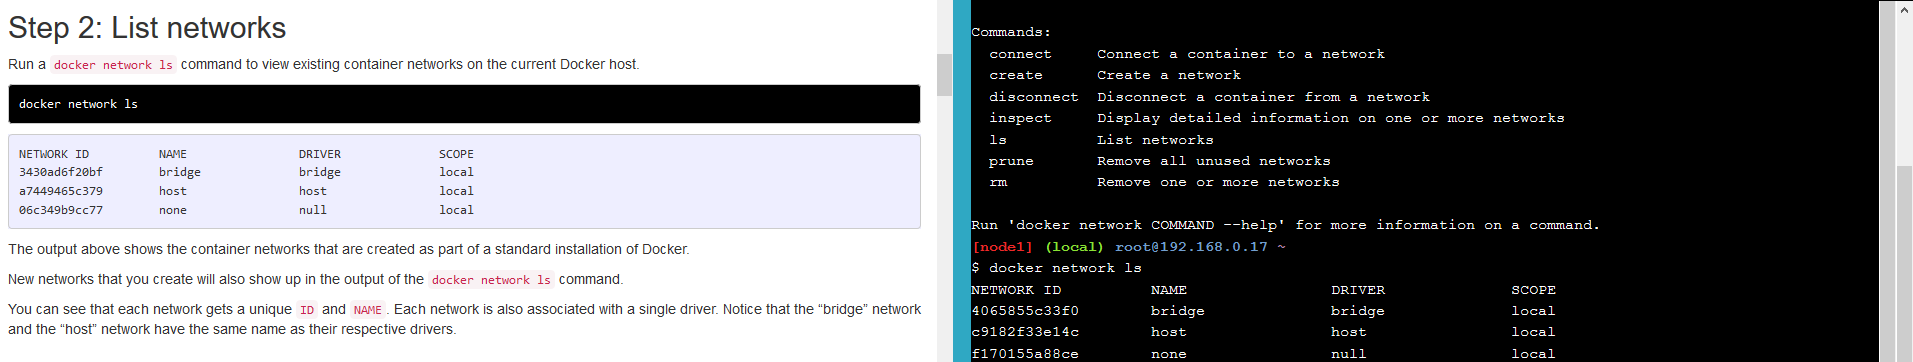 Step 2: List networks
Run a docker network ls command to view existing container networks on the current Docker host.
docker network ls
NETWORK ID NAME DRIVER SCOPE
3430ad6f20bf bridge bridge local
a7449465c379 host host local
06c349b9cc77 none null local
The output above shows the container networks that are created as part of a standard installation of Docker.
New networks that you create will also show up in the output of the docker network ls command.
You can see that each network gets a unique ID and NAME. Each network is also associated with a single driver. Notice that the “bridge” network
and the “host” network have the same name as their respective drivers.
Commands:
connect Connect a container to a network
create Create a network
disconnect Disconnect a container from a network
inspect Display detailed information on one or more networks
ls List networks
prune Remove all unused networks
rm Remove one or more networks
Run 'docker network COMMAND --help' for more information on a command.
[node1] (local) root@192.168.0.17 ~
$ docker network ls
NETWORK ID NAME DRIVER SCOPE
4065855c33f0 bridge bridge local
c9182f33e14c host host local
f170155a88ce none null local